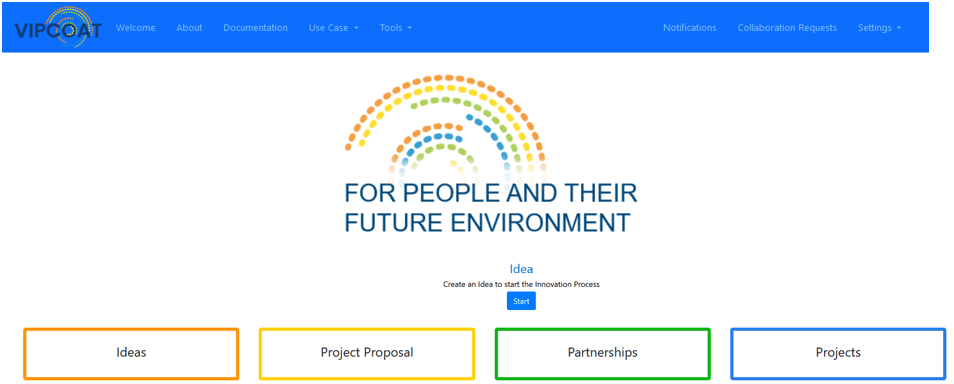 VIPCOAT Welcome About Documentation Use Case Tools Notifications Collaboration Requests Settings
FOR PEOPLE AND THEIR
FUTURE ENVIRONMENT
Idea
Create an Idea to start the Innovation Process
Start
Ideas Project Proposal Partnerships Projects